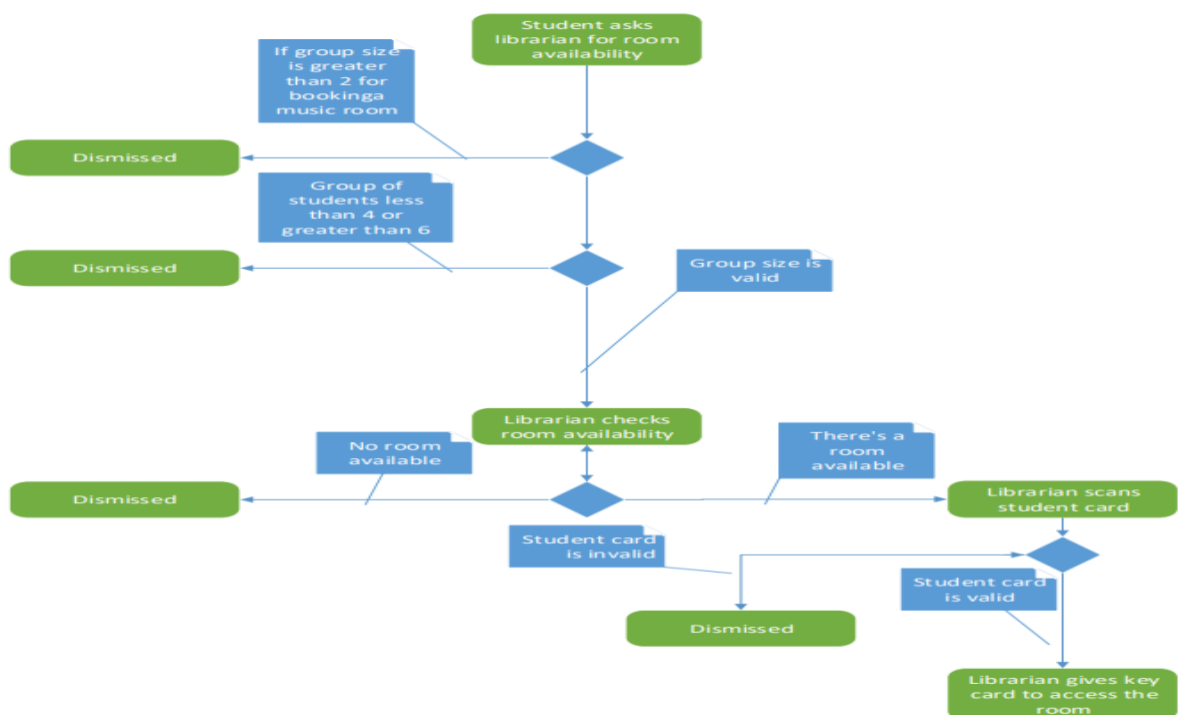 Student asks
librarian for room
availability
If group size
is greater
than 2 for
bookinga
music room
Dismissed
Group of
students less
than 4 or
greater than 6
Dismissed
Group size is
valid
Librarian checks
room availability
No room
available
There's a
room
available
Dismissed
Librarian scans
student card
Student card
is invalid
Student card
is valid
Dismissed
Librarian gives key
card to access the
room